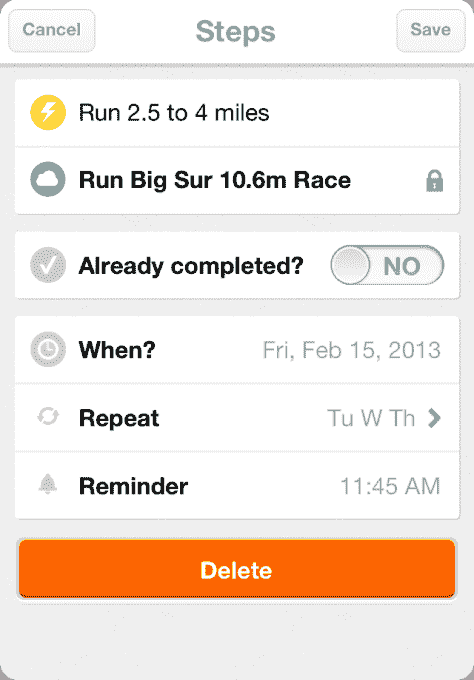 Cancel Steps Save
Run 2.5 to 4 miles
Run Big Sur 10.6m Race
Already completed? NO
When? Fri, Feb 15, 2013
Repeat Tu W Th
Reminder 11:45 AM
Delete